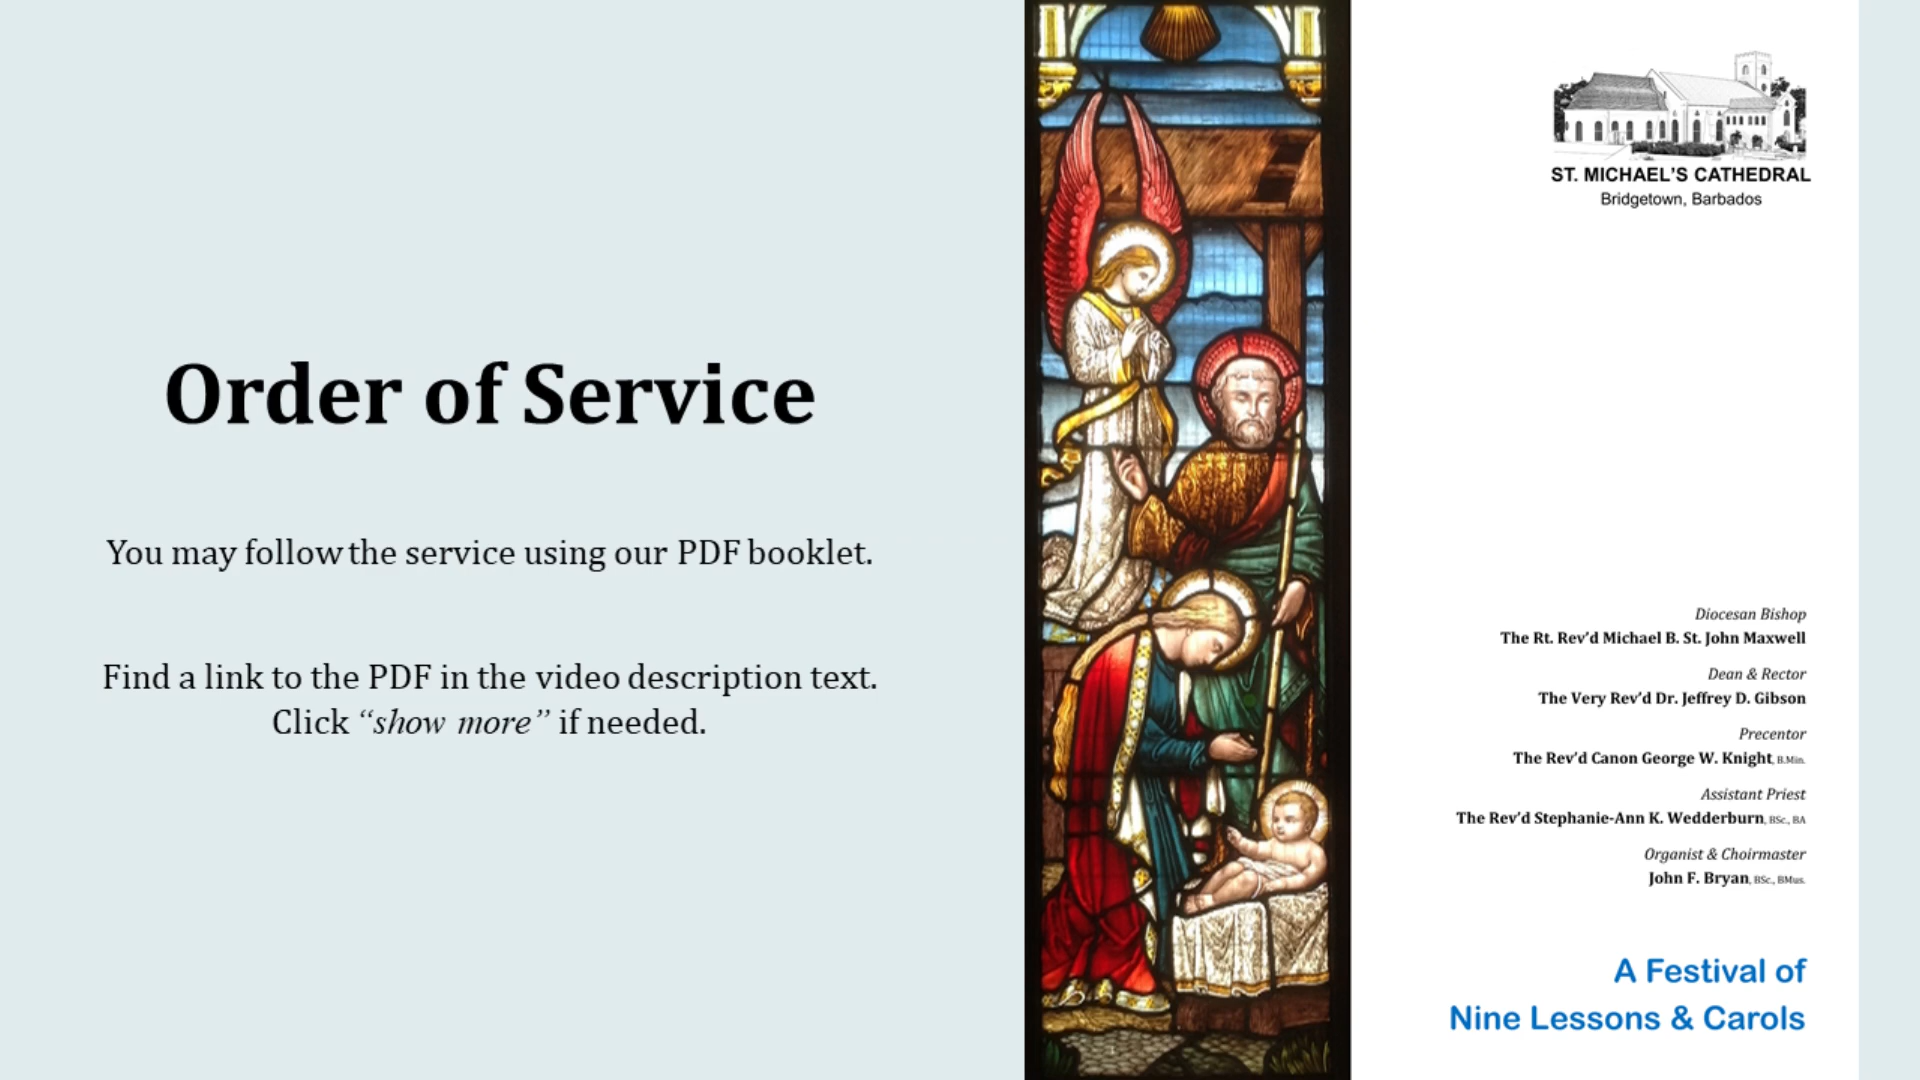 Order of Service
You may follow the service using our PDF booklet.
Find a link to the PDF in the video description text.
Click “show more” if needed.
ST. MICHAEL’S CATHEDRAL
Bridgetown, Barbados
Diocesan Bishop
The Rt. Rev’d Michael B. St. John Maxwell
Dean & Rector
The Very Rev’d Dr. Jeffrey D. Gibson
Precentor
The Rev’d Canon George W. Knight, B.Min.
Assistant Priest
The Rev’d Stephanie-Ann K. Wedderburn, BSc., BA
Organist & Choirmaster
John F. Bryan, BSc., BMus.
A Festival of
Nine Lessons & Carols